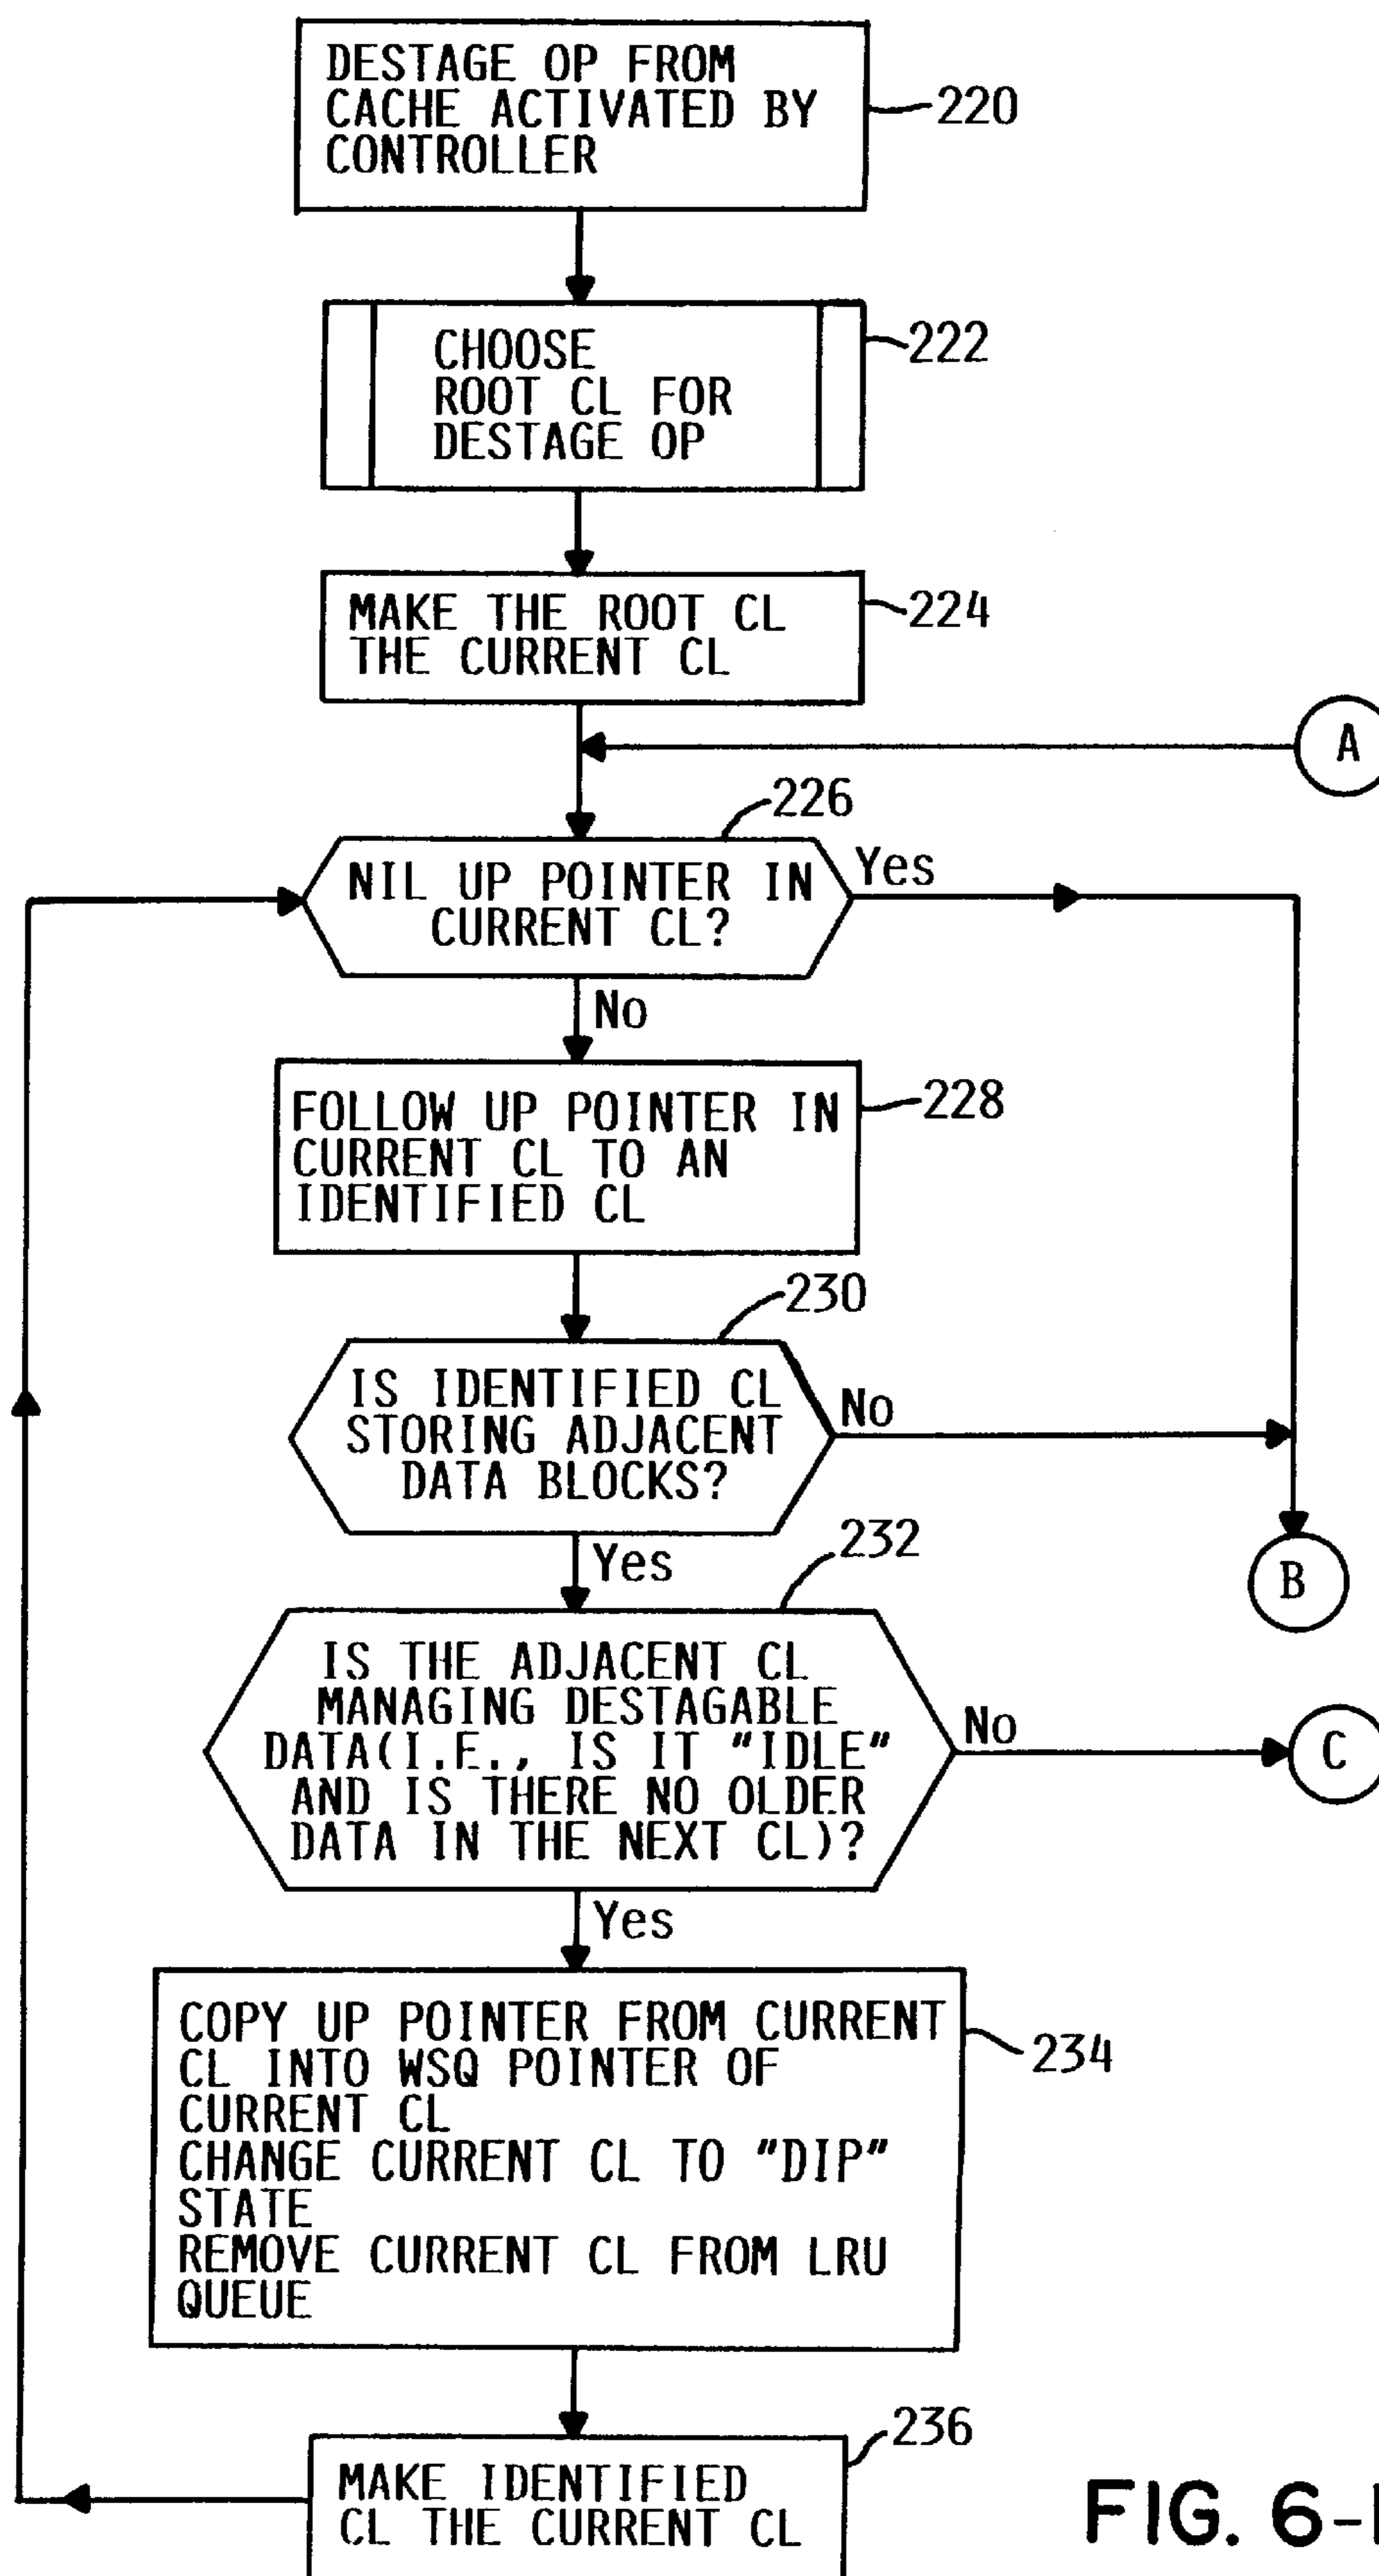 DESTAGE OP FROM
CACHE ACTIVATED BY
CONTROLLER
220
CHOOSE
ROOT CL FOR
DESTAGE OP
222
MAKE THE ROOT CL
THE CURRENT CL
224
A
226
NIL UP POINTER IN
CURRENT CL?
Yes
No
FOLLOW UP POINTER IN
CURRENT CL TO AN
IDENTIFIED CL
228
230
IS IDENTIFIED CL
STORING ADJACENT
DATA BLOCKS?
No
Yes
B
232
IS THE ADJACENT CL
MANAGING DESTAGABLE
DATA(I.E., IS IT "IDLE"
AND IS THERE NO OLDER
DATA IN THE NEXT CL)?
No
C
Yes
COPY UP POINTER FROM CURRENT
CL INTO WSQ POINTER OF
CURRENT CL
CHANGE CURRENT CL TO "DIP"
STATE
REMOVE CURRENT CL FROM LRU
QUEUE
234
236
MAKE IDENTIFIED
CL THE CURRENT CL
FIG. 6-